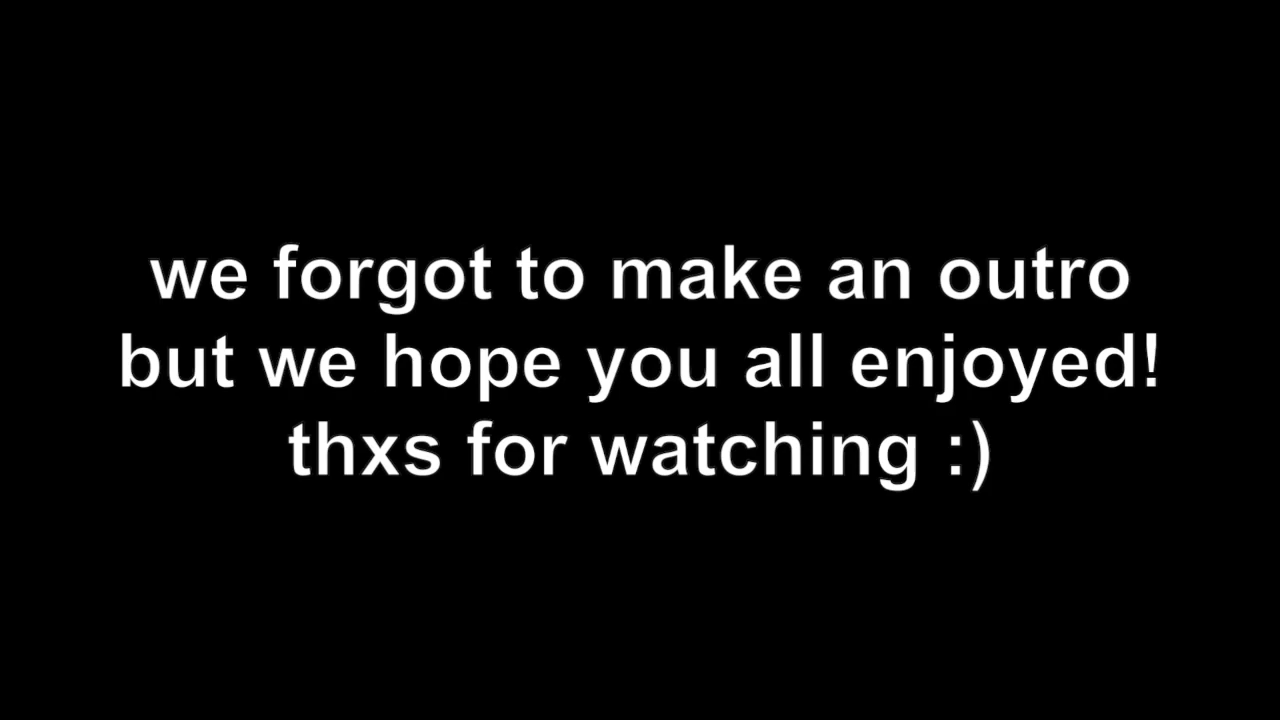 we forgot to make an outro
but we hope you all enjoyed!
thxs for watching :)